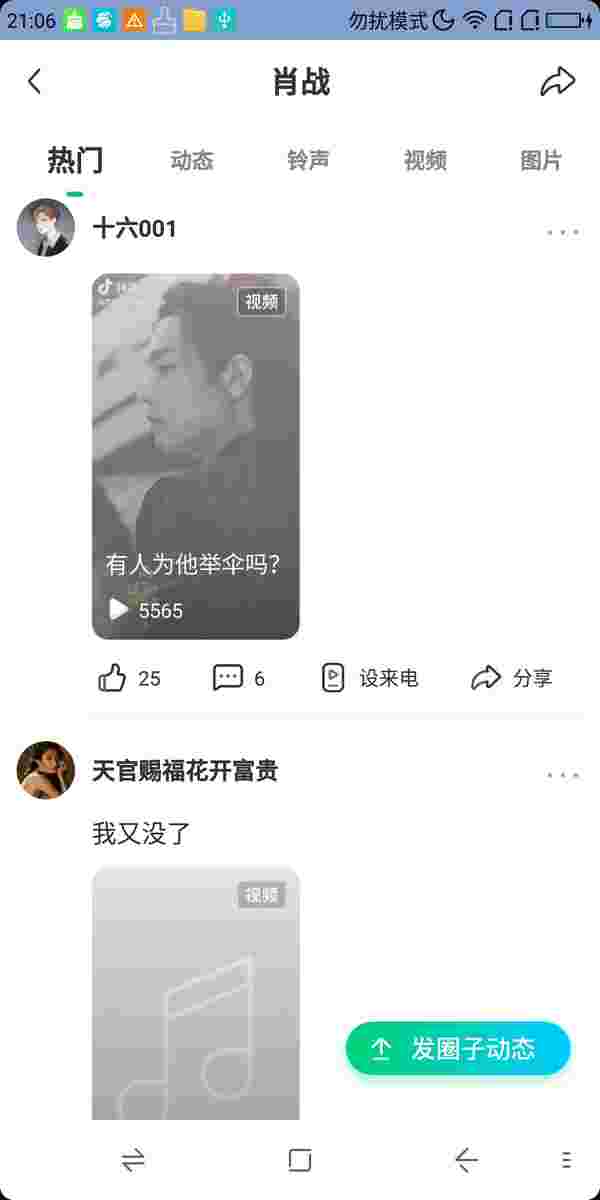 21:06
勿扰模式
肖战
热门
动态
铃声
视频
图片
十六001
视频
有人为他举伞吗?
5565
25
6
设来电
分享
天官赐福花开富贵
我又没了
视频
发圈子动态